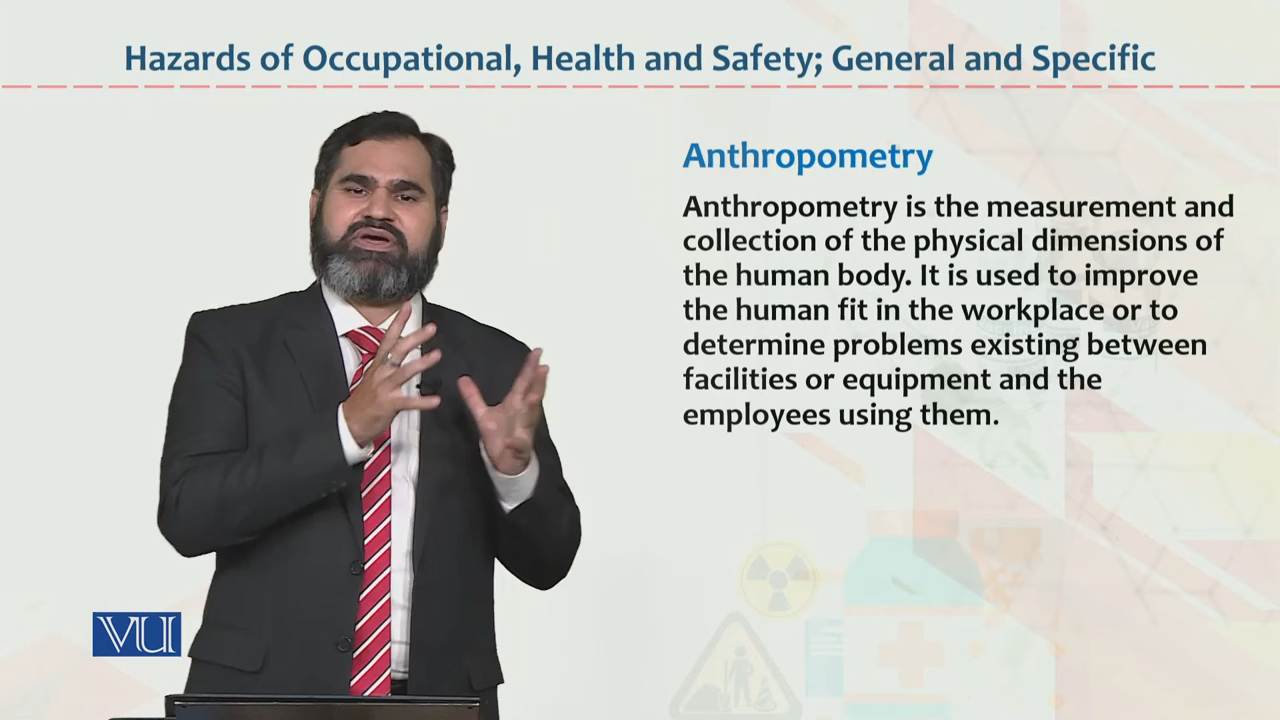 Hazards of Occupational, Health and Safety; General and Specific
Anthropometry
Anthropometry is the measurement and
collection of the physical dimensions of
the human body. It is used to improve
the human fit in the workplace or to
determine problems existing between
facilities or equipment and the
employees using them.
VU